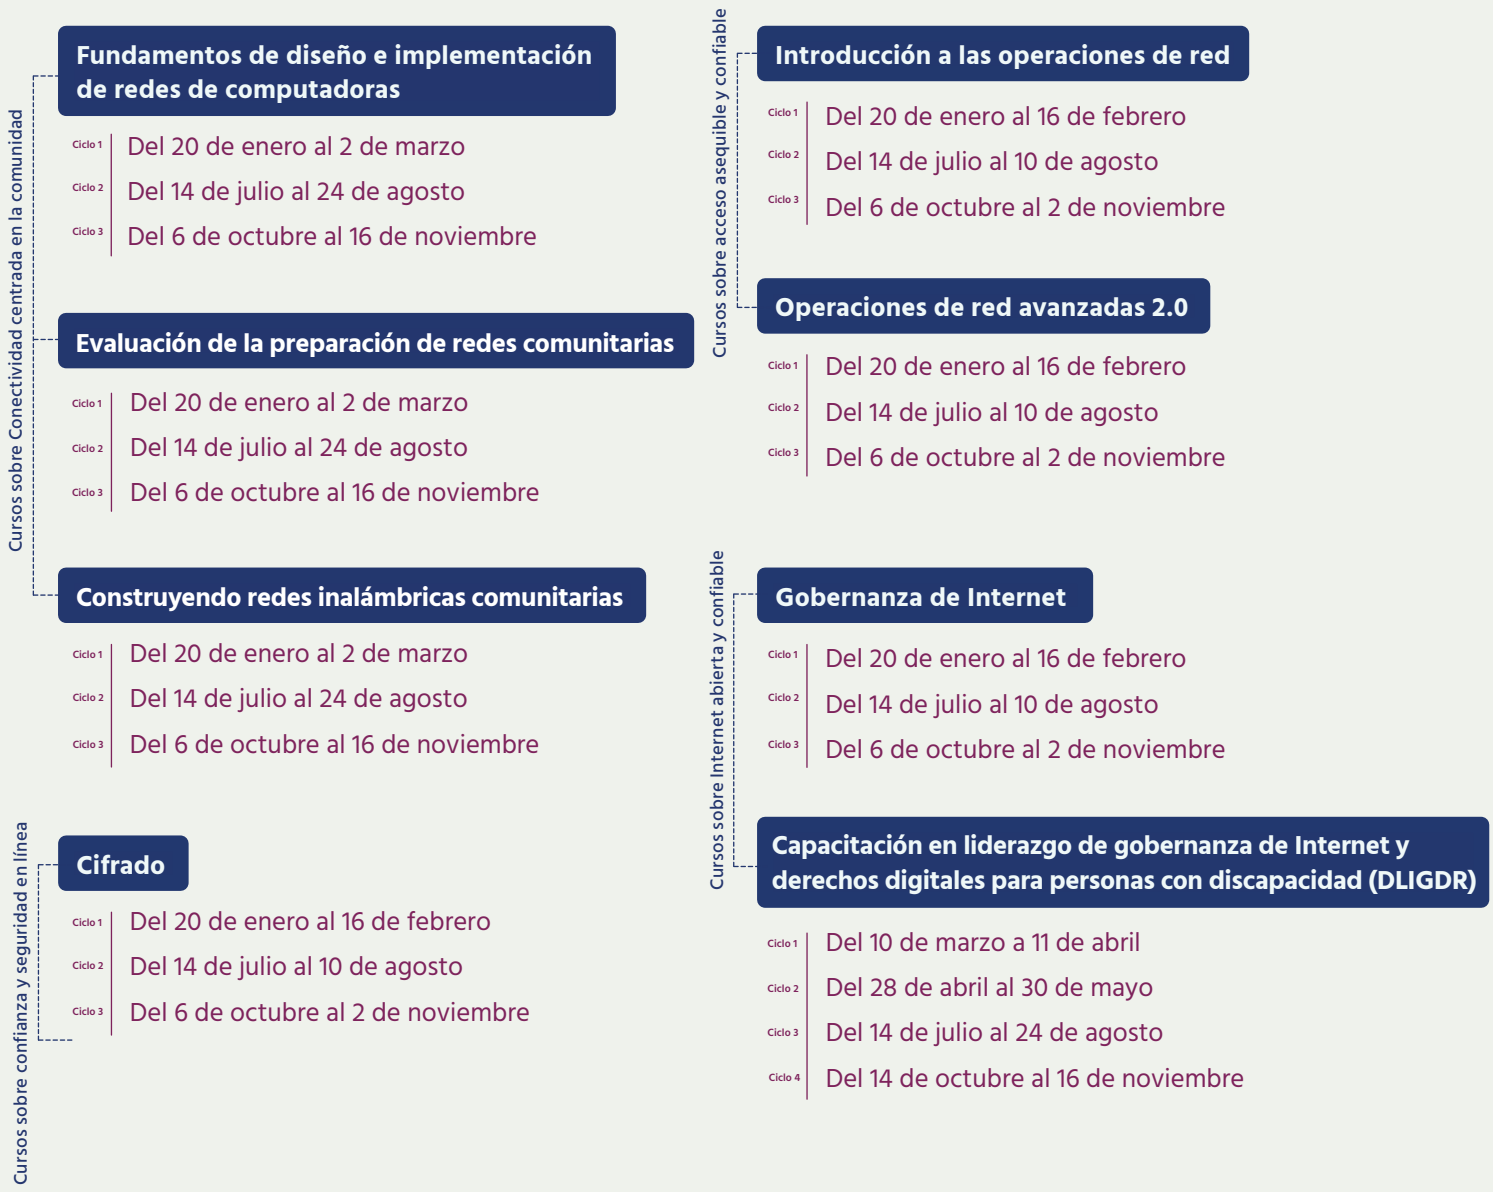 Cursos sobre Conectividad centrada en la comunidad
Fundamentos de diseño e implementación
de redes de computadoras
Ciclo 1 Del 20 de enero al 2 de marzo
Ciclo 2 Del 14 de julio al 24 de agosto
Ciclo 3 Del 6 de octubre al 16 de noviembre
Evaluación de la preparación de redes comunitarias
Ciclo 1 Del 20 de enero al 2 de marzo
Ciclo 2 Del 14 de julio al 24 de agosto
Ciclo 3 Del 6 de octubre al 16 de noviembre
Construyendo redes inalámbricas comunitarias
Ciclo 1 Del 20 de enero al 2 de marzo
Ciclo 2 Del 14 de julio al 24 de agosto
Ciclo 3 Del 6 de octubre al 16 de noviembre
Cursos sobre confianza y seguridad en línea
Cifrado
Ciclo 1 Del 20 de enero al 16 de febrero
Ciclo 2 Del 14 de julio al 10 de agosto
Ciclo 3 Del 6 de octubre al 2 de noviembre
Cursos sobre acceso asequible y confiable
Introducción a las operaciones de red
Ciclo 1 Del 20 de enero al 16 de febrero
Ciclo 2 Del 14 de julio al 10 de agosto
Ciclo 3 Del 6 de octubre al 2 de noviembre
Operaciones de red avanzadas 2.0
Ciclo 1 Del 20 de enero al 16 de febrero
Ciclo 2 Del 14 de julio al 10 de agosto
Ciclo 3 Del 6 de octubre al 2 de noviembre
Cursos sobre Internet abierta y confiable
Gobernanza de Internet
Ciclo 1 Del 20 de enero al 16 de febrero
Ciclo 2 Del 14 de julio al 10 de agosto
Ciclo 3 Del 6 de octubre al 2 de noviembre
Capacitación en liderazgo de gobernanza de Internet y
derechos digitales para personas con discapacidad (DLIGDR)
Ciclo 1 Del 10 de marzo a 11 de abril
Ciclo 2 Del 28 de abril al 30 de mayo
Ciclo 3 Del 14 de julio al 24 de agosto
Ciclo 4 Del 14 de octubre al 16 de noviembre